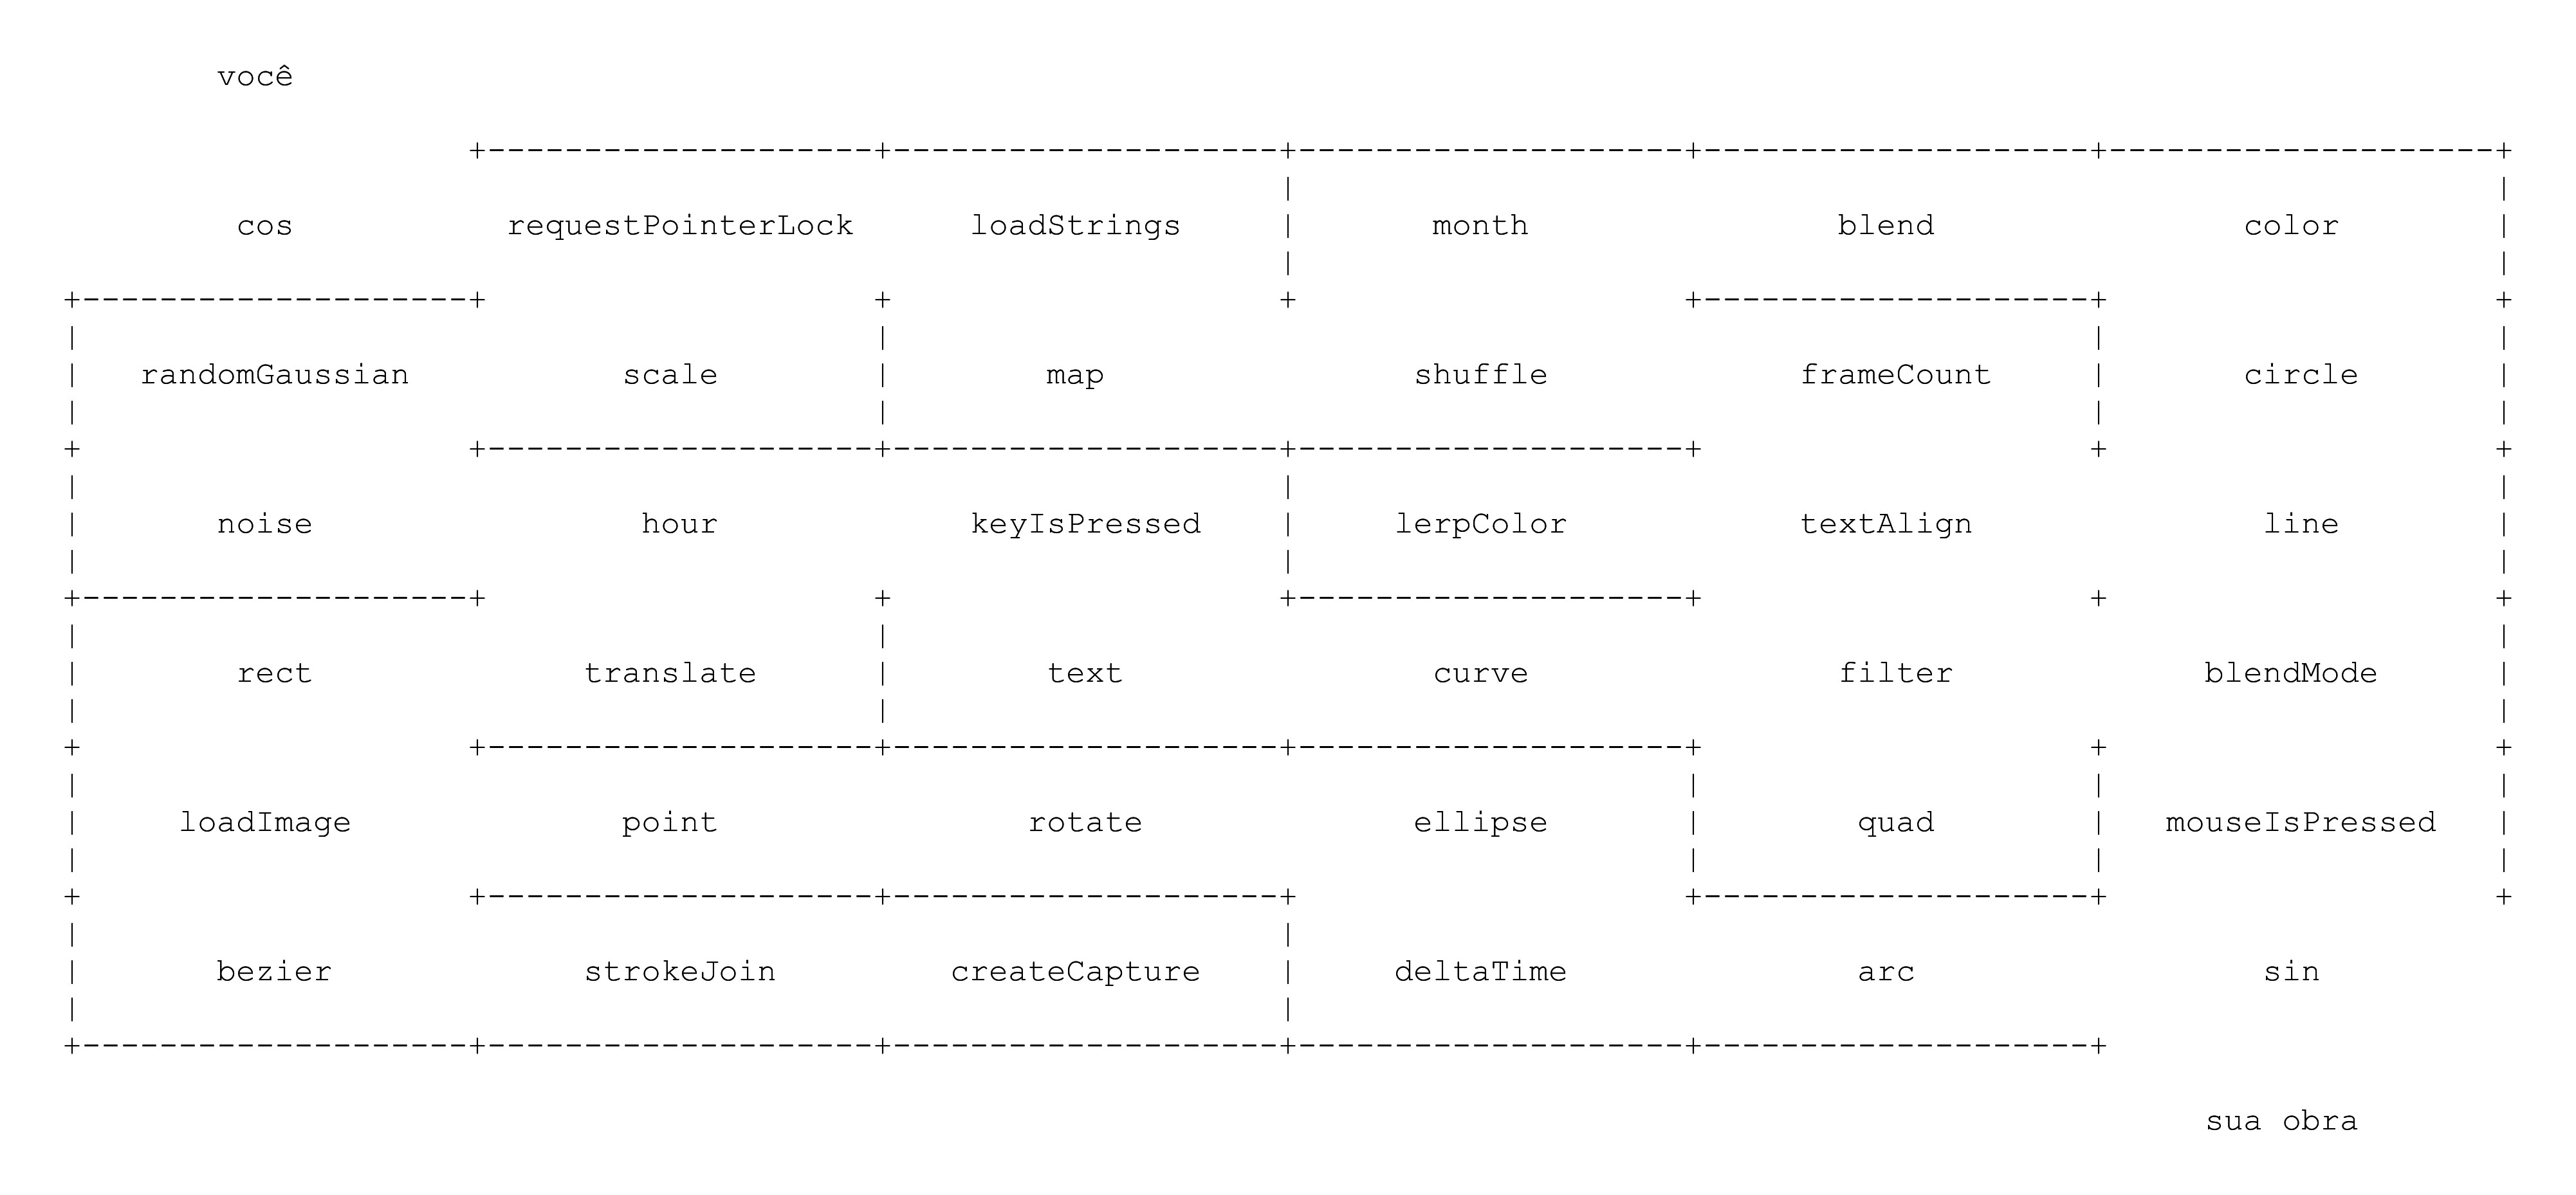 você
cos requestPointerLock loadStrings month blend color
randomGaussian scale map shuffle frameCount circle
noise hour keyIsPressed lerpColor textAlign line
rect translate text curve filter blendMode
loadImage point rotate ellipse quad mouseIsPressed
bezier strokeJoin createCapture deltaTime arc sin
sua obra